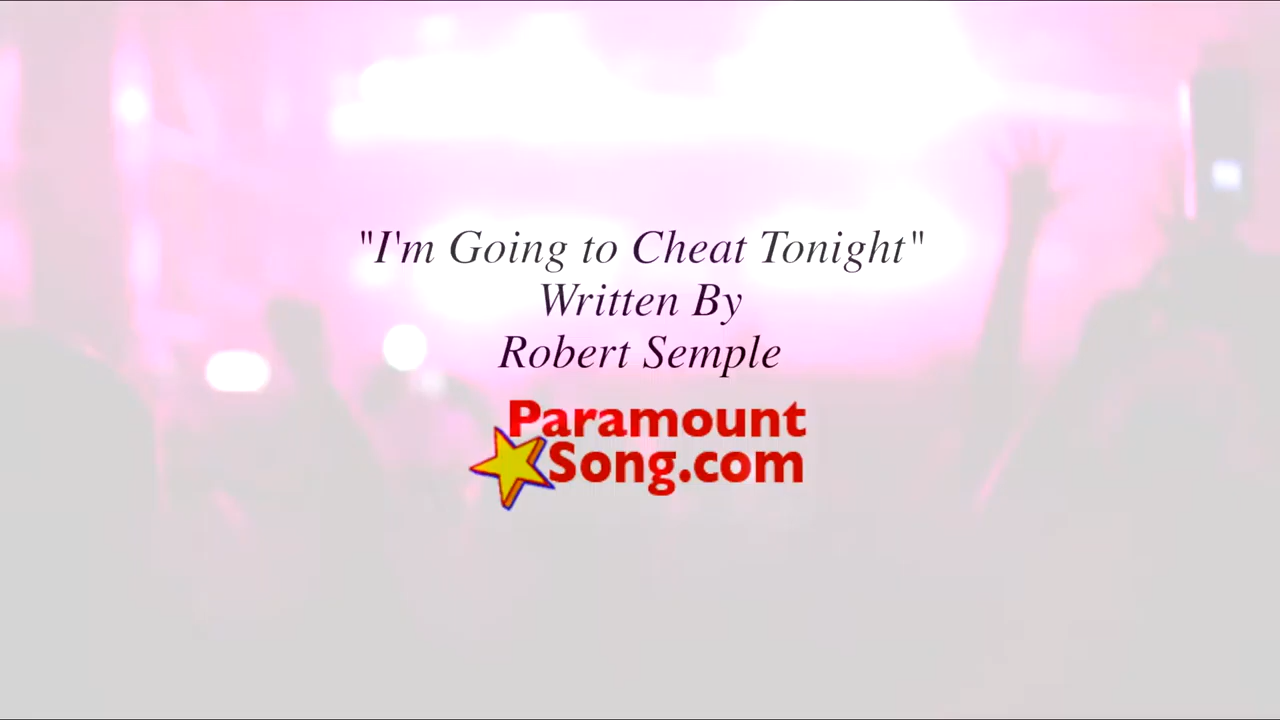 "I'm Going to Cheat Tonight"
Written By
Robert Semple
Paramount
Song.com